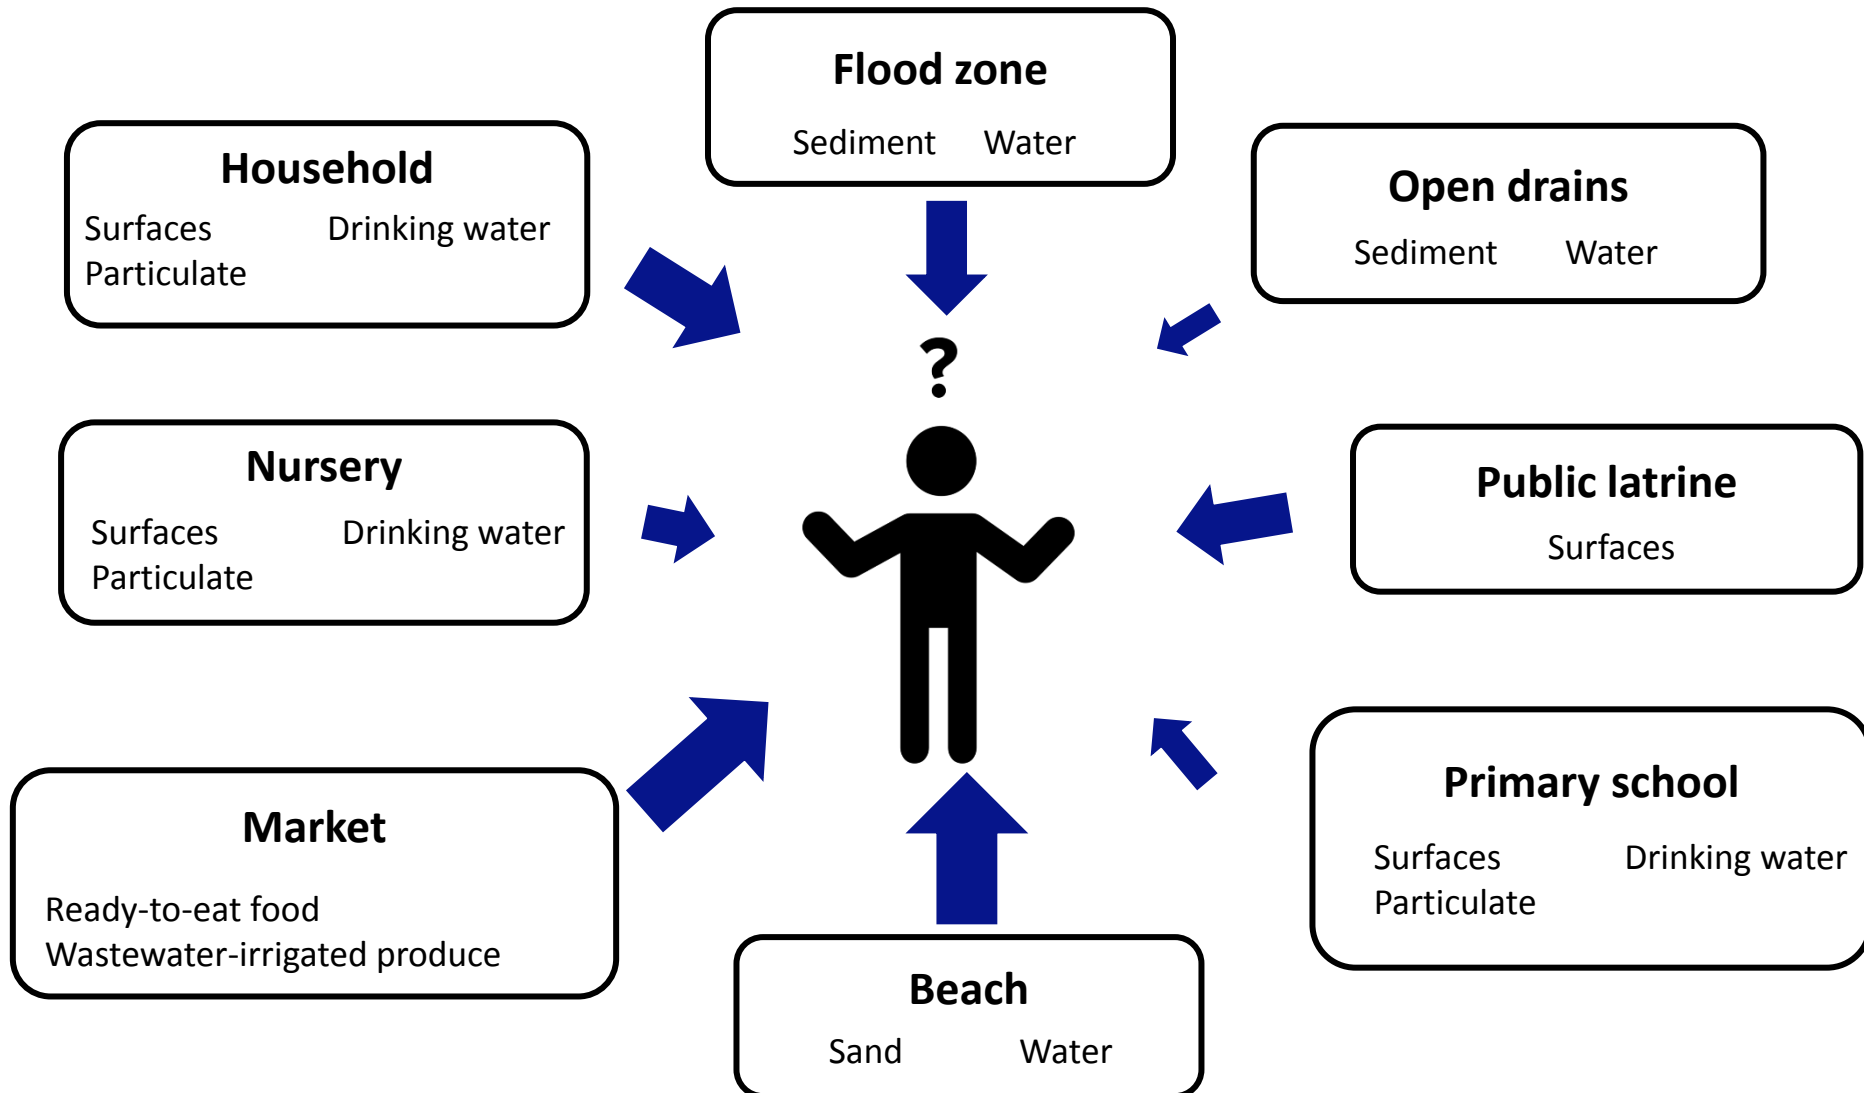 Flood zone
Sediment Water
Household
Surfaces Drinking water
Particulate
Open drains
Sediment Water
?
Nursery
Surfaces Drinking water
Particulate
Public latrine
Surfaces
Market
Ready-to-eat food
Wastewater-irrigated produce
Primary school
Surfaces Drinking water
Particulate
Beach
Sand Water